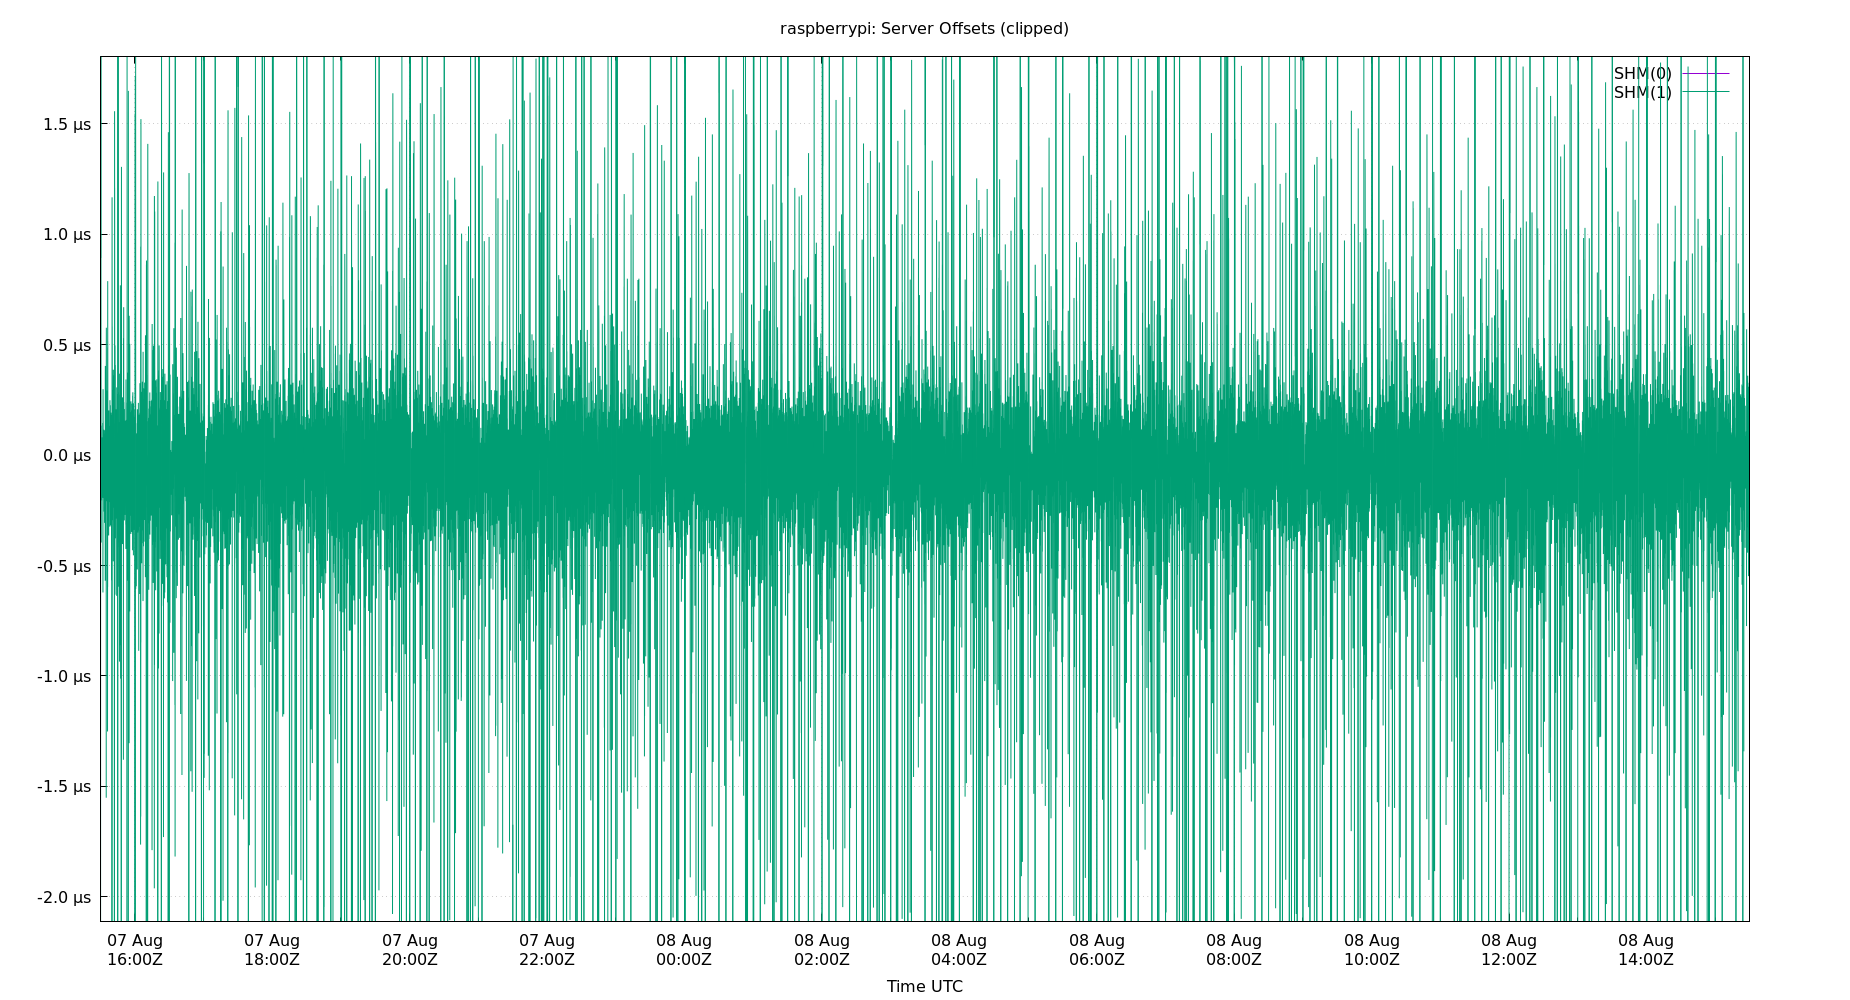 raspberrypi: Server Offsets (clipped)
SHM(0)
SHM(1)
1.5 µs
1.0 µs
0.5 µs
0.0 µs
-0.5 µs
-1.0 µs
-1.5 µs
-2.0 µs
07 Aug 07 Aug 07 Aug 07 Aug 08 Aug 08 Aug 08 Aug 08 Aug 08 Aug 08 Aug 08 Aug 08 Aug
16:00Z 18:00Z 20:00Z 22:00Z 00:00Z 02:00Z 04:00Z 06:00Z 08:00Z 10:00Z 12:00Z 14:00Z
Time UTC